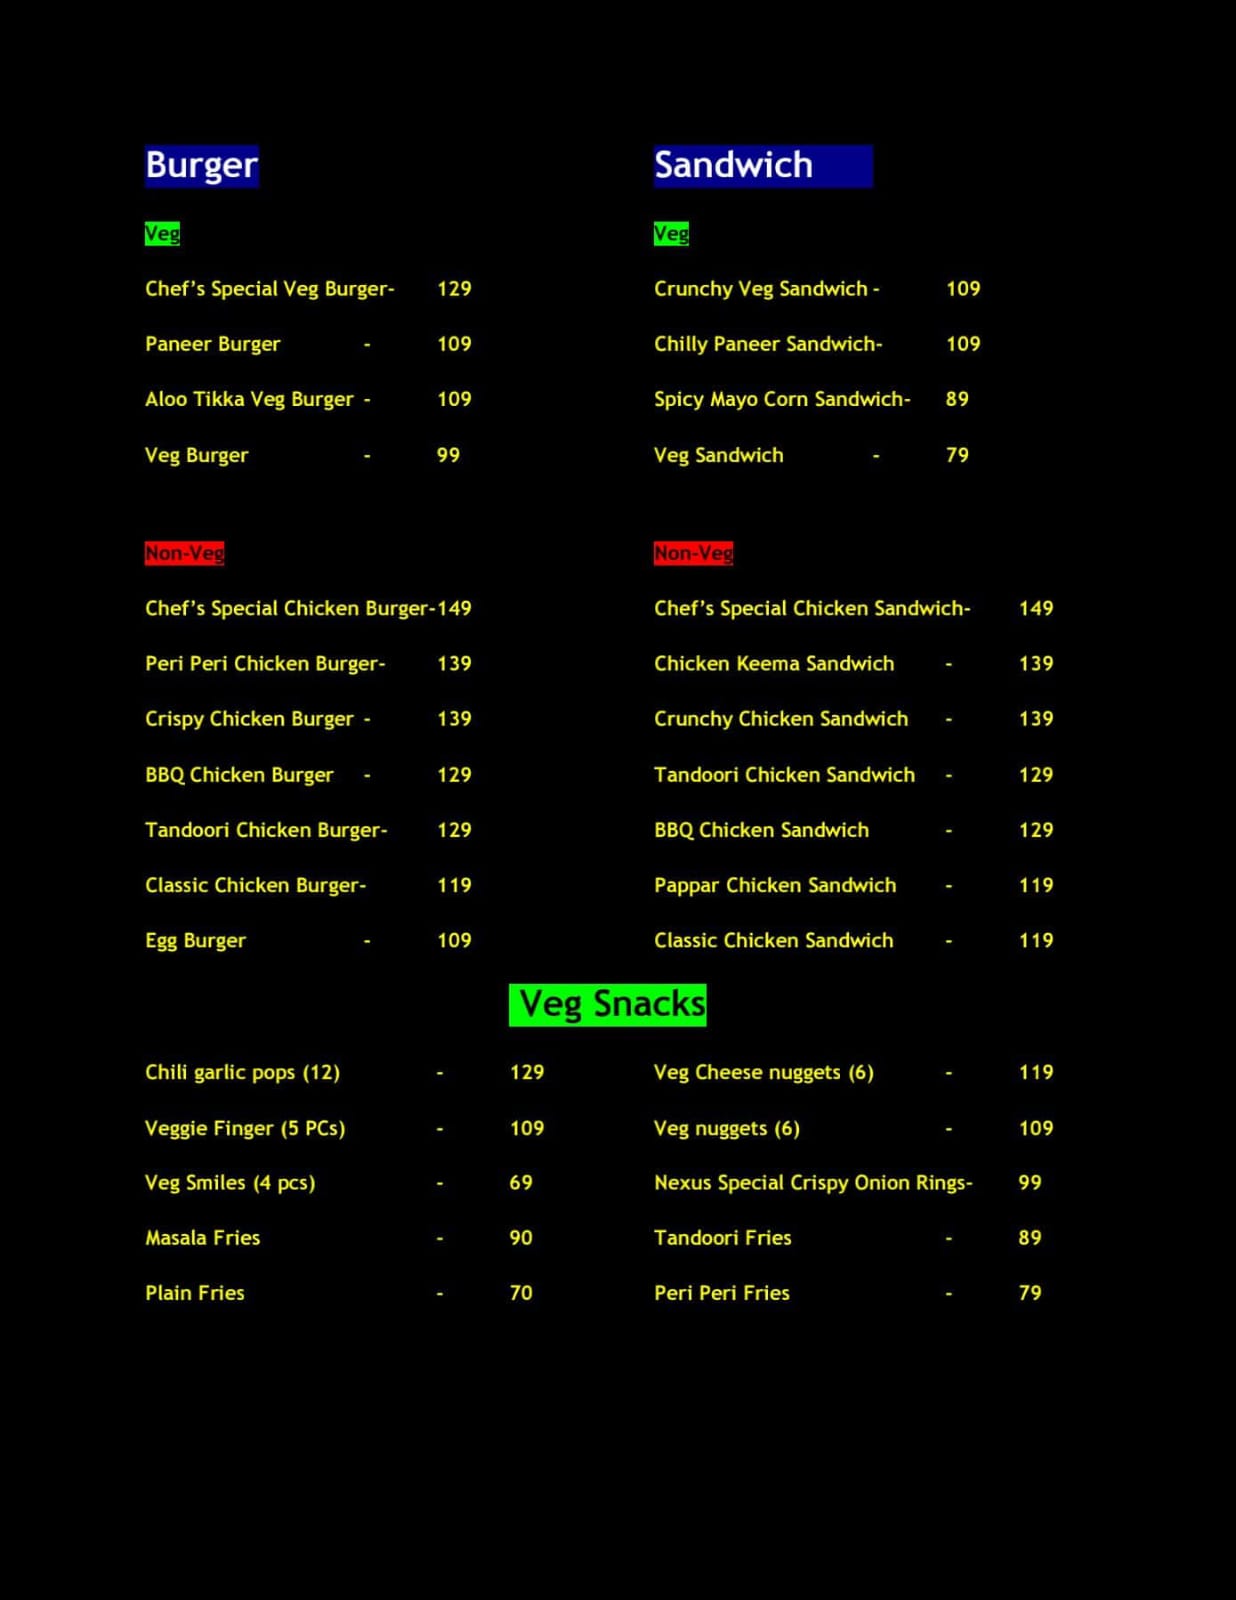 Burger
Sandwich
Veg
Veg
Chef’s Special Veg Burger- 129
Crunchy Veg Sandwich - 109
Paneer Burger - 109
Chilly Paneer Sandwich- 109
Aloo Tikka Veg Burger - 109
Spicy Mayo Corn Sandwich- 89
Veg Burger - 99
Veg Sandwich - 79
Non-Veg
Non-Veg
Chef’s Special Chicken Burger-149
Chef’s Special Chicken Sandwich- 149
Peri Peri Chicken Burger- 139
Chicken Keema Sandwich - 139
Crispy Chicken Burger - 139
Crunchy Chicken Sandwich - 139
BBQ Chicken Burger - 129
Tandoori Chicken Sandwich - 129
Tandoori Chicken Burger- 129
BBQ Chicken Sandwich - 129
Classic Chicken Burger- 119
Pappar Chicken Sandwich - 119
Egg Burger - 109
Classic Chicken Sandwich - 119
Veg Snacks
Chili garlic pops (12) - 129
Veg Cheese nuggets (6) - 119
Veggie Finger (5 PCs) - 109
Veg nuggets (6) - 109
Veg Smiles (4 pcs) - 69
Nexus Special Crispy Onion Rings- 99
Masala Fries - 90
Tandoori Fries - 89
Plain Fries - 70
Peri Peri Fries - 79